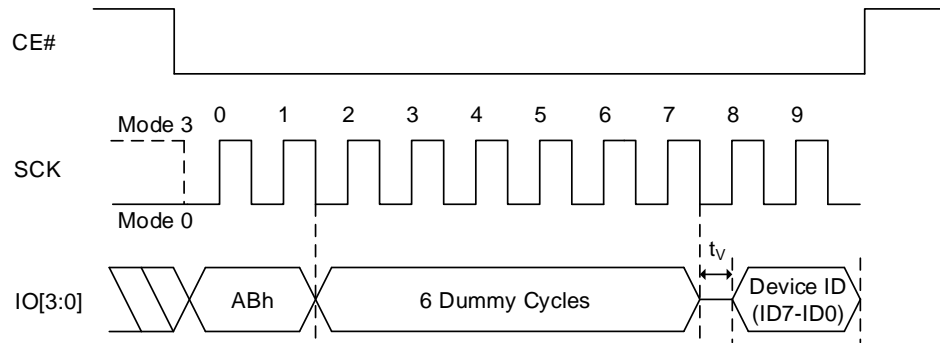 CE#
0 1 2 3 4 5 6 7 8 9
Mode 3
SCK
Mode 0
tV
IO[3:0]
ABh
6 Dummy Cycles
Device ID
(ID7-ID0)